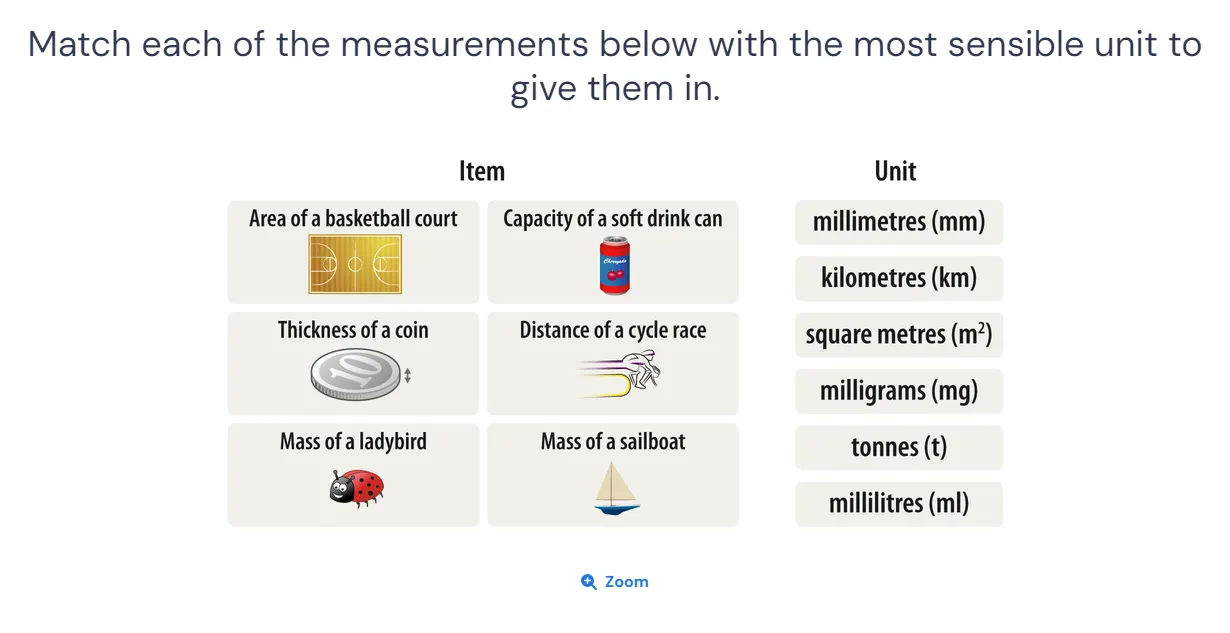 Match each of the measurements below with the most sensible unit to
give them in.
Item
Unit
Area of a basketball court
Capacity of a soft drink can
Cherryade
Thickness of a coin
10
Distance of a cycle race
Mass of a ladybird
Mass of a sailboat
millimetres (mm)
kilometres (km)
square metres (m²)
milligrams (mg)
tonnes (t)
millilitres (ml)
Zoom